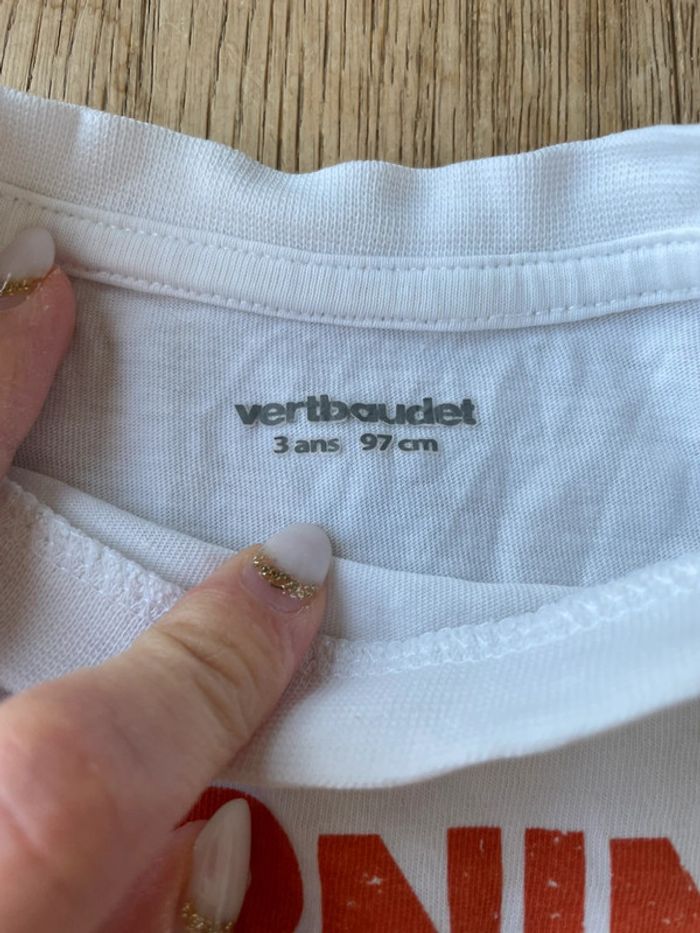 vertbaudet
3 ans 97 cm